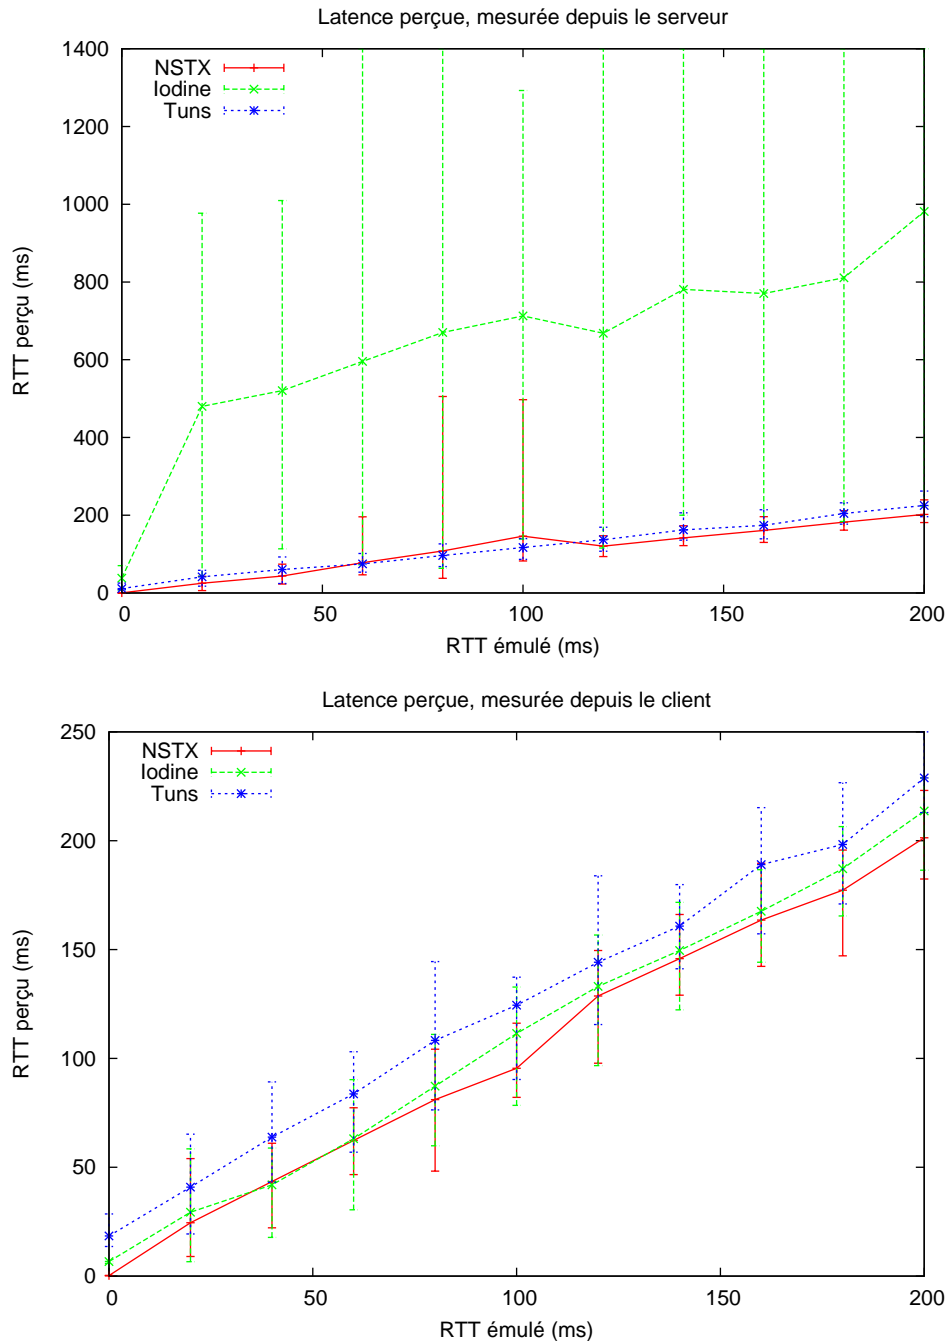 Latence perçue, mesurée depuis le serveur
1400
1200
1000
800
600
400
200
0
RTT perçu (ms)
NSTX
Iodine
Tuns
0 50 100 150 200
RTT émulé (ms)
Latence perçue, mesurée depuis le client
250
200
150
100
50
0
RTT perçu (ms)
NSTX
Iodine
Tuns
0 50 100 150 200
RTT émulé (ms)